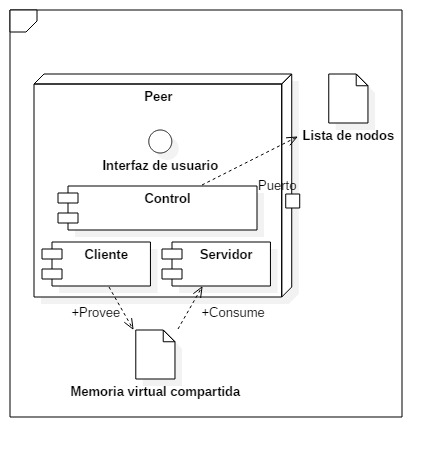 Peer
Interfaz de usuario
Lista de nodos
Control
Puerto
Cliente
Servidor
+Provee
+Consume
Memoria virtual compartida